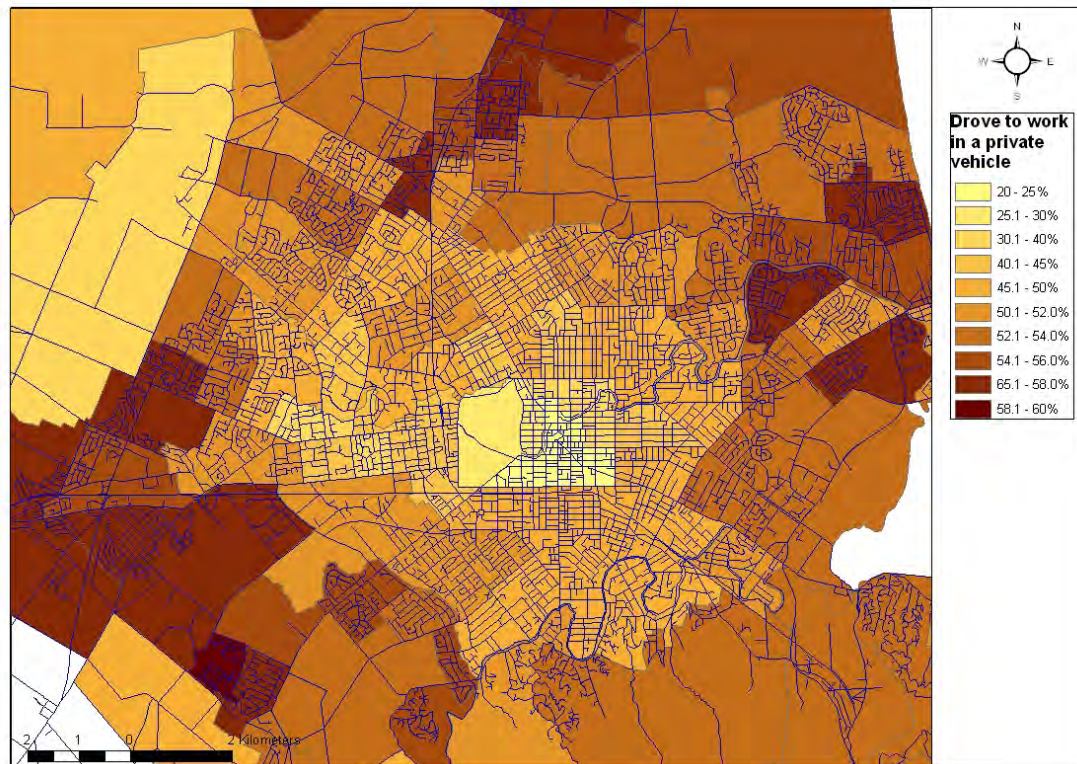 N
W E
S
Drove to work
in a private
vehicle
20 - 25%
25.1 - 30%
30.1 - 40%
40.1 - 45%
45.1 - 50%
50.1 - 52.0%
52.1 - 54.0%
54.1 - 56.0%
65.1 - 58.0%
58.1 - 60%
2 1 0 2 Kilometers